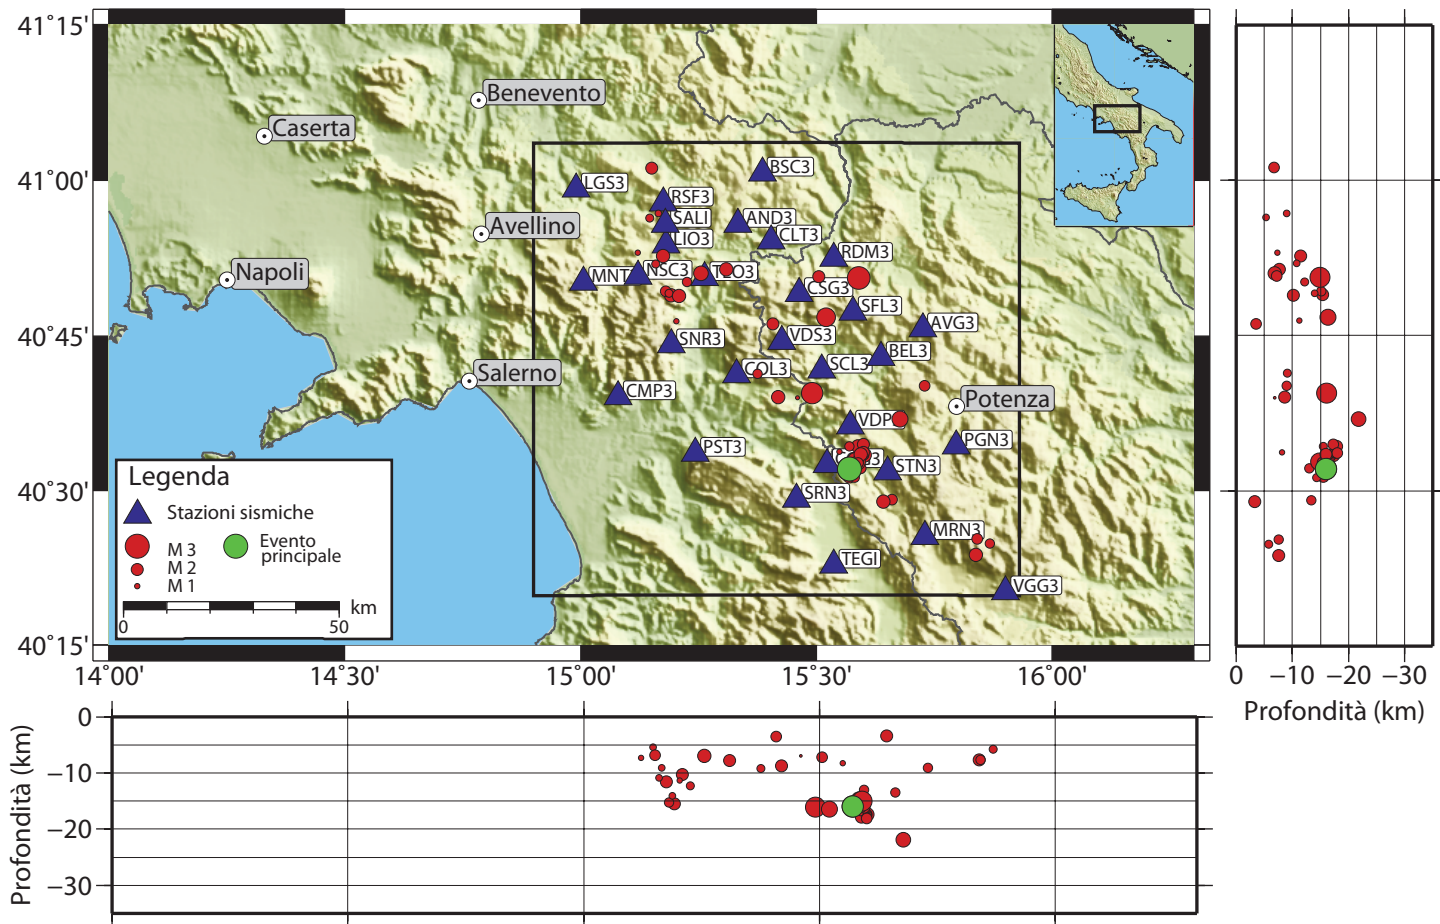 41°15'
41°00'
40°45'
40°30'
40°15'
14°00'
14°30'
15°00'
15°30'
16°00'
Benevento
Caserta
Avellino
Napoli
Salerno
Potenza
BSC3
LGS3
RSF3
SALI
AND3
LIO3
CLT3
RDM3
NSC3
TEO3
CSG3
SFL3
AVG3
SNR3
VDS3
BEL3
COL3
SCL3
CMP3
VDP
PGN3
PST3
STN3
SRN3
MRN3
TEGI
VGG3
Legenda
Stazioni sismiche
M 3
M 2
M 1
Evento
principale
km
0
50
0
−10
−20
−30
Profondità (km)
0
−10
−20
−30
Profondità (km)